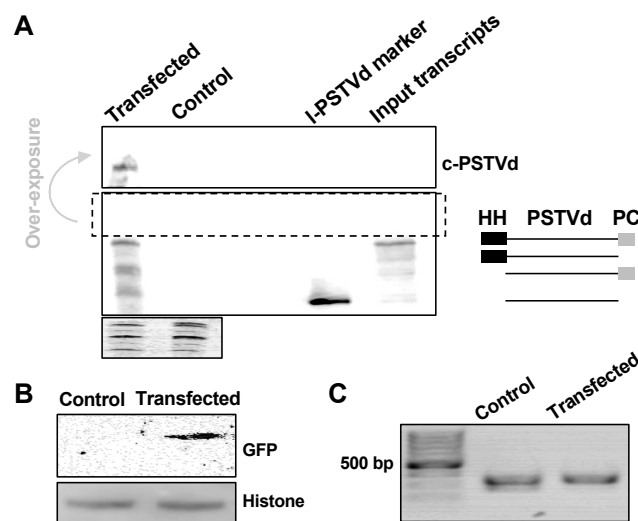 A
Transfected
Control
l-PSTVd marker
Input transcripts
Over-exposure
c-PSTVd
HH PSTVd PC
B
Control Transfected
GFP
Histone
C
Control
Transfected
500 bp